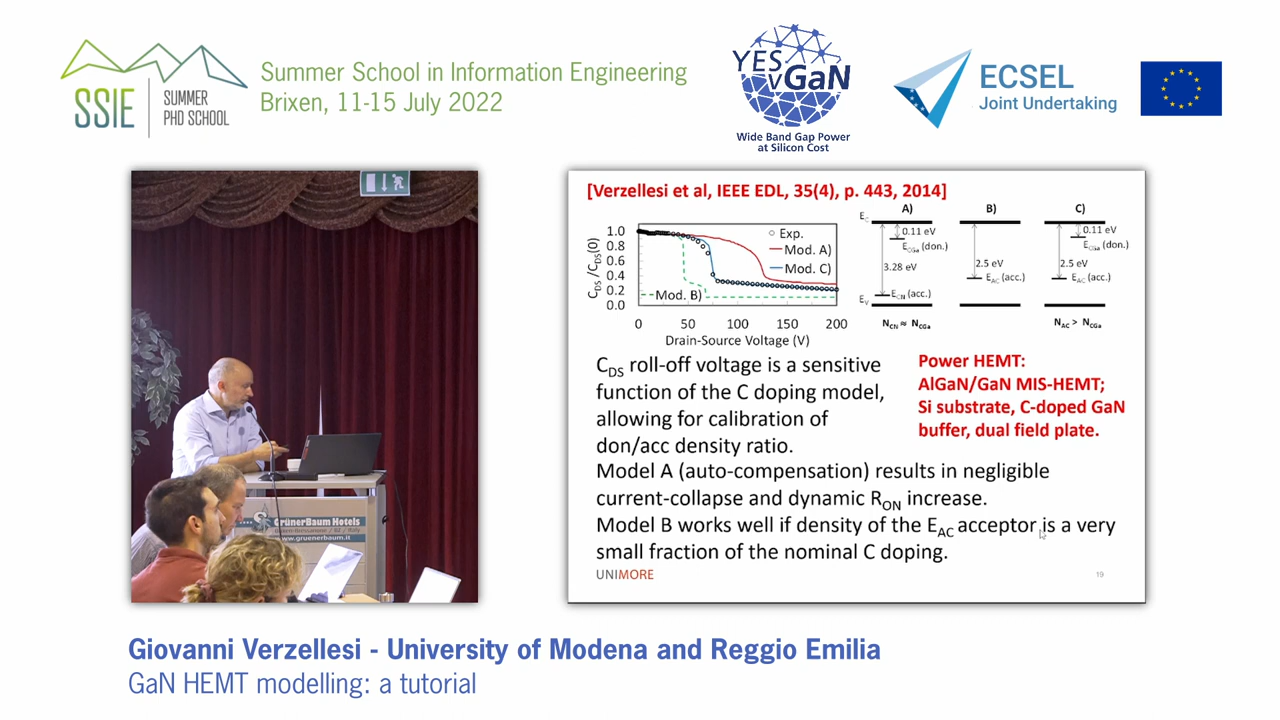 SSIE
SUMMER
PHD SCHOOL
Summer School in Information Engineering
Brixen, 11-15 July 2022
YES
vGaN
Wide Band Gap Power
at Silicon Cost
ECSEL
Joint Undertaking
GrünerBaum Hotels
www.gruenerbaum.it
[Verzellesi et al, IEEE EDL, 35(4), p. 443, 2014]
CDS /CDS(0)
1.0
0.8
0.6
0.4
0.2
0.0
Exp.
Mod. A)
Mod. C)
Mod. B)
0 50 100 150 200
Drain-Source Voltage (V)
A) B) C)
0.11 eV
ECGa (don.)
3.28 eV
ECN (acc.)
EV
NCN ≈ NCGa
2.5 eV
EAC (acc.)
0.11 eV
ECGa (don.)
2.5 eV
EAC (acc.)
NAC > NCGa
CDS roll-off voltage is a sensitive
function of the C doping model,
allowing for calibration of
don/acc density ratio.
Power HEMT:
AlGaN/GaN MIS-HEMT;
Si substrate, C-doped GaN
buffer, dual field plate.
Model A (auto-compensation) results in negligible
current-collapse and dynamic RON increase.
Model B works well if density of the EAC acceptor is a very
small fraction of the nominal C doping.
UNIMORE
19
Giovanni Verzellesi - University of Modena and Reggio Emilia
GaN HEMT modelling: a tutorial